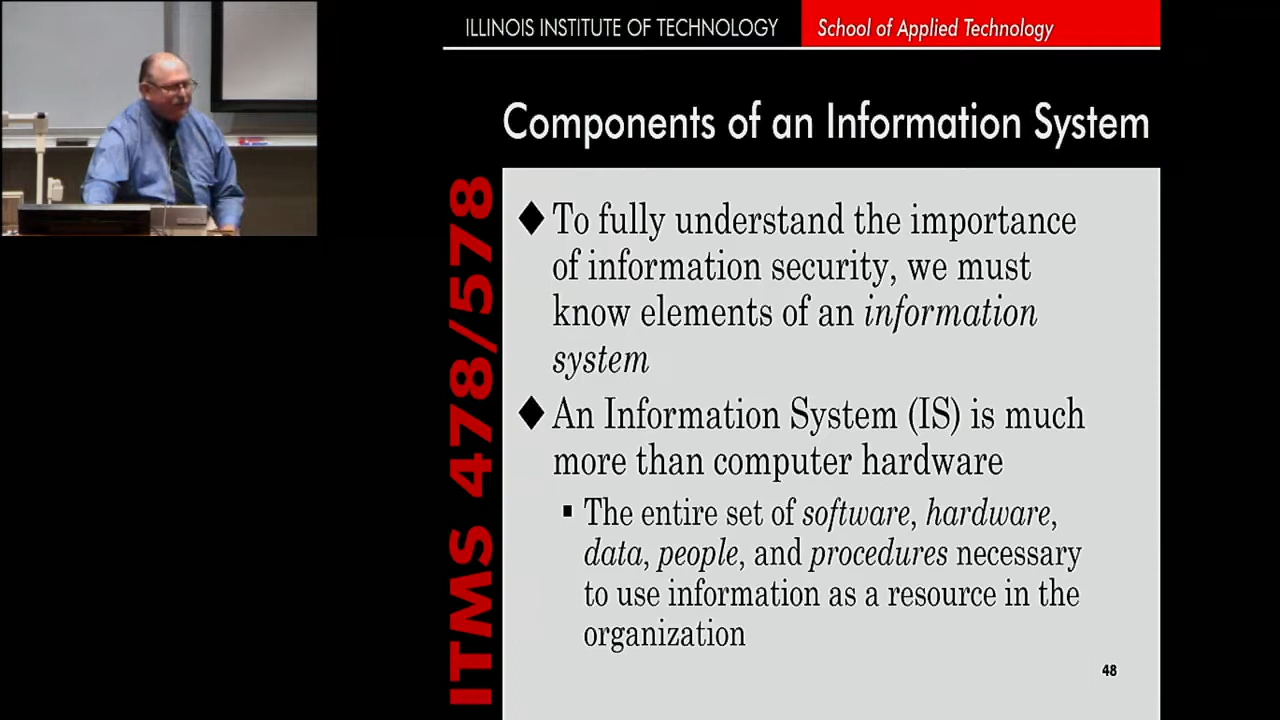 ILLINOIS INSTITUTE OF TECHNOLOGY School of Applied Technology
Components of an Information System
ITMS 478/578
To fully understand the importance
of information security, we must
know elements of an information
system
An Information System (IS) is much
more than computer hardware
The entire set of software, hardware,
data, people, and procedures necessary
to use information as a resource in the
organization
48